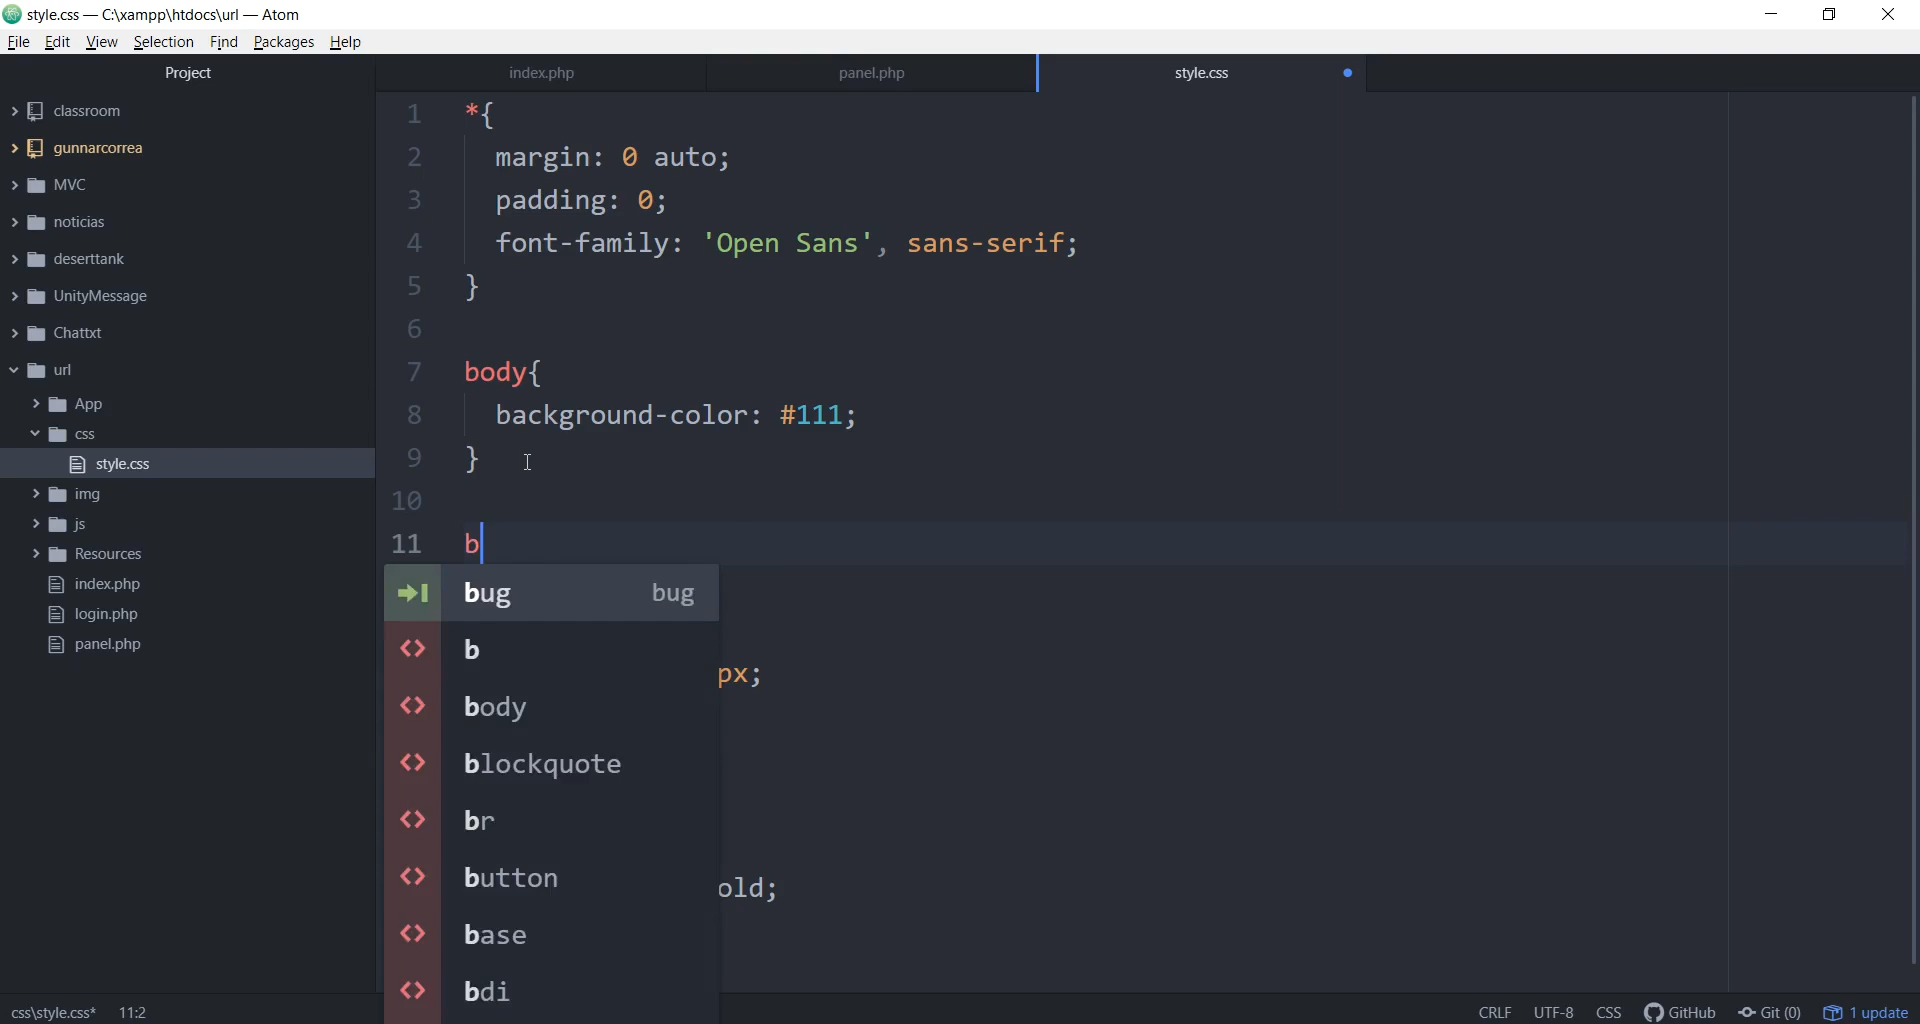 style.css — C:\xampp\htdocs\url — Atom
File Edit View Selection Find Packages Help
Project
classroom
gunnarcorrea
MVC
noticias
deserttank
UnityMessage
Chattxt
url
App
css
style.css
img
js
Resources
index.php
login.php
panel.php
index.php panel.php style.css
1 *{
2 margin: 0 auto;
3 padding: 0;
4 font-family: 'Open Sans', sans-serif;
5 }
6
7 body{
8 background-color: #111;
9 }
10
11 b
bug bug
b
body
px;
blockquote
br
button
old;
base
bdi
css\style.css* 11:2 CRLF UTF-8 CSS GitHub Git (0) 1 update